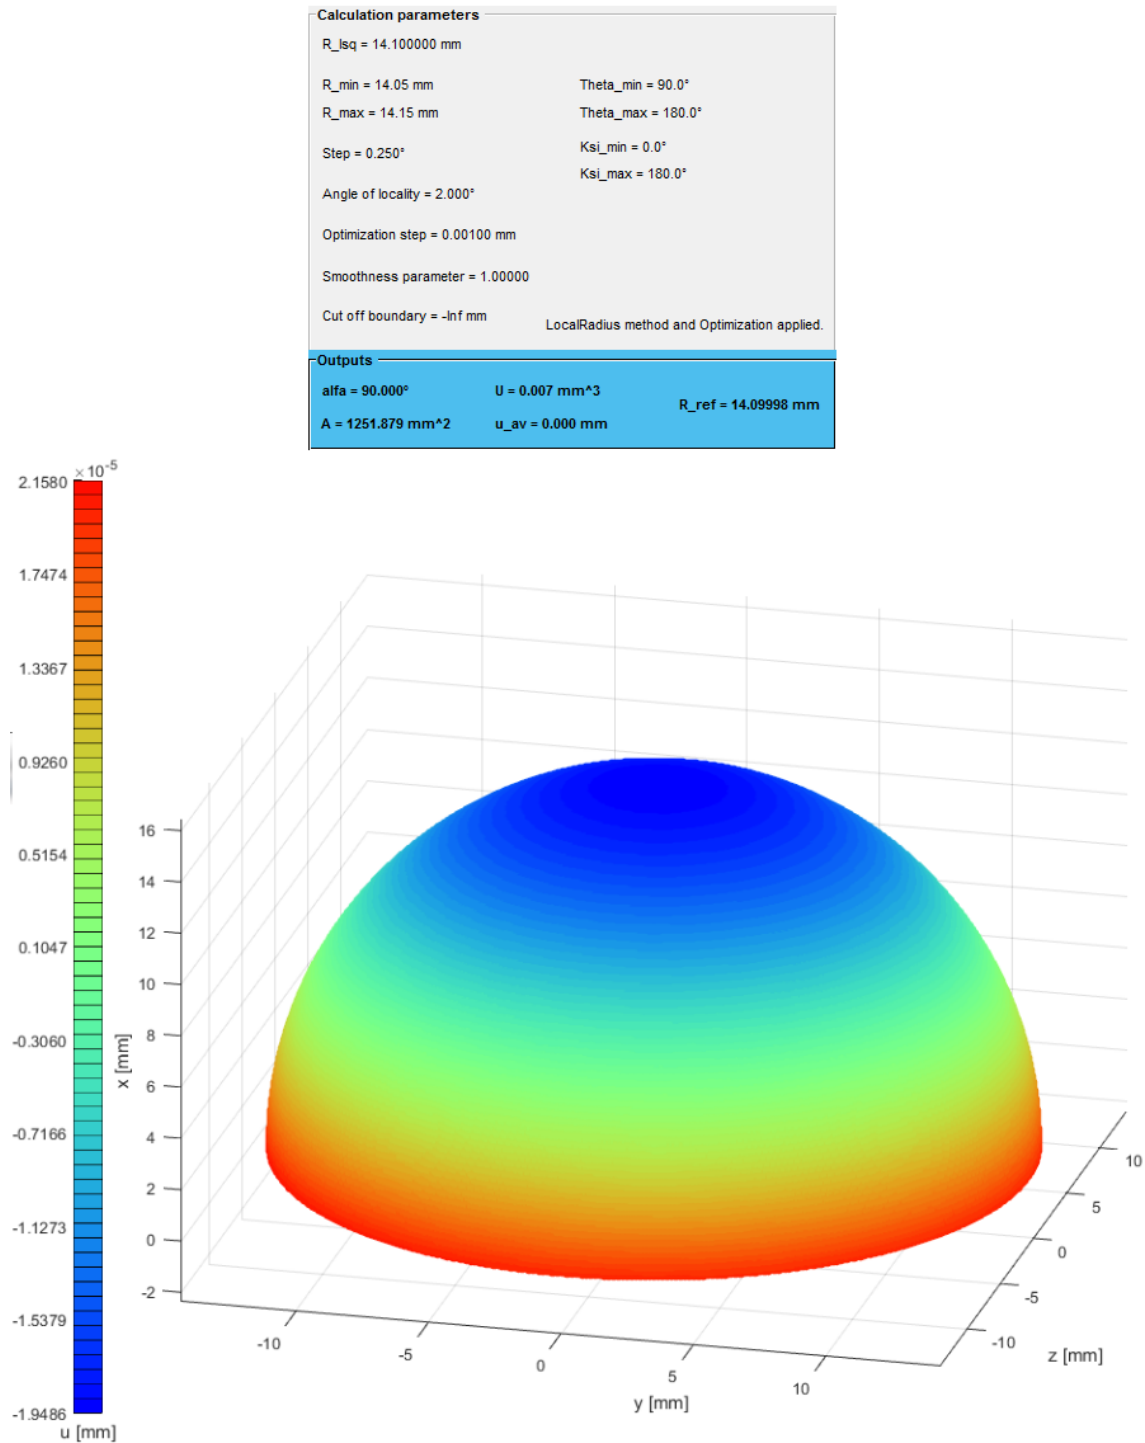 Calculation parameters
R_lsq = 14.100000 mm
R_min = 14.05 mm
Theta_min = 90.0°
R_max = 14.15 mm
Theta_max = 180.0°
Step = 0.250°
Ksi_min = 0.0°
Ksi_max = 180.0°
Angle of locality = 2.000°
Optimization step = 0.00100 mm
Smoothness parameter = 1.00000
Cut off boundary = -Inf mm
LocalRadius method and Optimization applied.
Outputs
alfa = 90.000°
U = 0.007 mm^3
R_ref = 14.09998 mm
A = 1251.879 mm^2
u_av = 0.000 mm
×10⁻⁵
2.1580
1.7474
1.3367
0.9260
0.5154
0.1047
-0.3060
-0.7166
-1.1273
-1.5379
-1.9486
u [mm]
16
14
12
10
8
6
4
2
0
-2
x [mm]
-10
-5
0
5
10
y [mm]
10
5
0
-5
-10
z [mm]